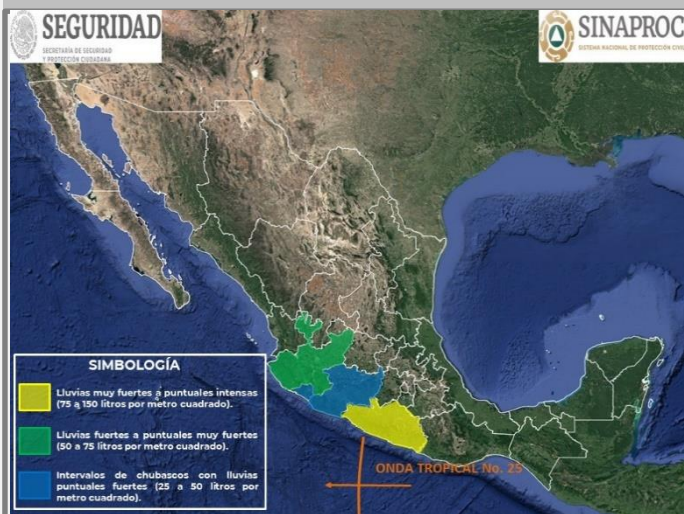 SEGURIDAD
SECRETARÍA DE SEGURIDAD
Y PROTECCIÓN CIUDADANA
SINAPROC
SISTEMA NACIONAL DE PROTECCIÓN CIVIL
SIMBOLOGÍA
Lluvias muy fuertes a puntuales intensas
(75 a 150 litros por metro cuadrado).
Lluvias fuertes a puntuales muy fuertes
(50 a 75 litros por metro cuadrado).
Intervalos de chubascos con lluvias
puntuales fuertes (25 a 50 litros por
metro cuadrado).
ONDA TROPICAL No. 25